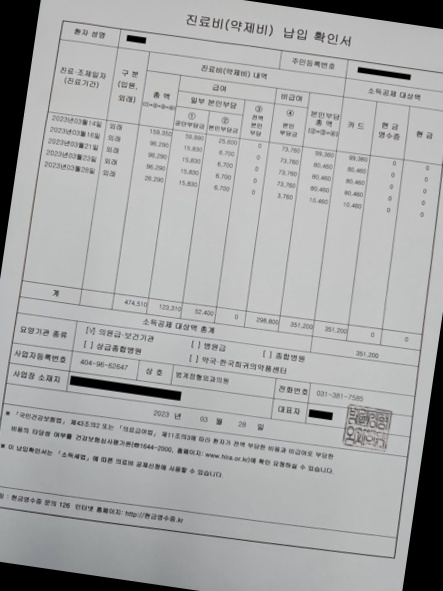 진료비(약제비) 납입 확인서
환자 성명
주민등록번호
진료·조제일자
(진료기간)
구 분
(입원,
외래)
진료비(약제비) 내역
소득공제 대상액
총 액
(①+②+③+④)
급여
일부 본인부담
①
공단부담금
②
본인부담금
③
전액
본인
부담
비급여
④
본인
부담금
본인부담
총 액
(②+③+④)
카 드
현 금
영수증
현 금
2023년03월14일 외래 159,350 59,990 25,600 0 73,760 99,360 99,360 0 0
2023년03월16일 외래 96,290 15,830 6,700 0 73,760 80,460 80,460 0 0
2023년03월21일 외래 96,290 15,830 6,700 0 73,760 80,460 80,460 0 0
2023년03월23일 외래 96,290 15,830 6,700 0 73,760 80,460 80,460 0 0
2023년03월28일 외래 26,290 15,830 6,700 0 3,760 10,460 10,460 0 0
계 474,510 123,310 52,400 0 298,800 351,200 351,200 0 0
소득공제 대상액 총계 351,200
요양기관 종류
[√] 의원급·보건기관 [ ] 병원급 [ ] 종합병원
[ ] 상급종합병원 [ ] 약국·한국희귀의약품센터
사업자등록번호 404-96-62647 상 호 범계정형외과의원 전화번호 031-381-7585
사업장 소재지 대표자
2023 년 03 월 28 일
* 「국민건강보험법」 제43조의2 또는 「의료급여법」 제11조의3에 따라 환자가 전액 부담한 비용과 비급여로 부담한
비용의 타당성 여부를 건강보험심사평가원(☎1644-2000, 홈페이지: www.hira.or.kr)에 확인 요청하실 수 있습니다.
* 이 납입확인서는 「소득세법」에 따른 의료비 공제신청에 사용할 수 있습니다.
: 현금영수증 문의 126 인터넷 홈페이지: http://현금영수증.kr